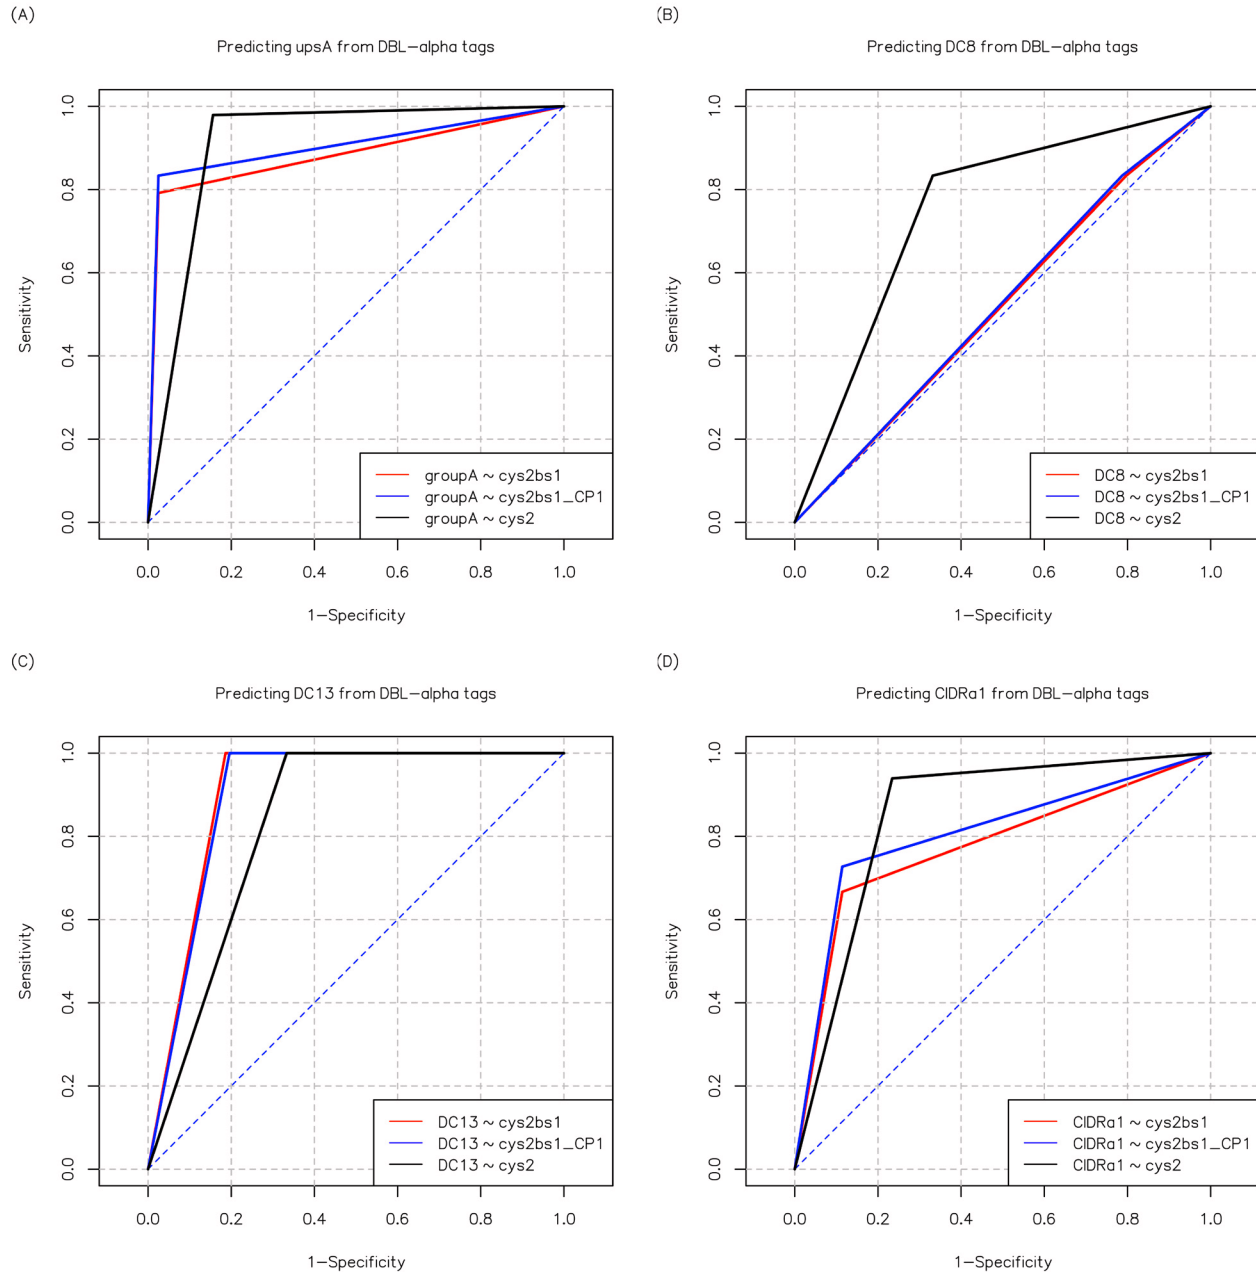 (A)
Predicting upsA from DBL−alpha tags
Sensitivity
0.0 0.2 0.4 0.6 0.8 1.0
groupA ~ cys2bs1
groupA ~ cys2bs1_CP1
groupA ~ cys2
0.0 0.2 0.4 0.6 0.8 1.0
1−Specificity
(B)
Predicting DC8 from DBL−alpha tags
Sensitivity
0.0 0.2 0.4 0.6 0.8 1.0
DC8 ~ cys2bs1
DC8 ~ cys2bs1_CP1
DC8 ~ cys2
0.0 0.2 0.4 0.6 0.8 1.0
1−Specificity
(C)
Predicting DC13 from DBL−alpha tags
Sensitivity
0.0 0.2 0.4 0.6 0.8 1.0
DC13 ~ cys2bs1
DC13 ~ cys2bs1_CP1
DC13 ~ cys2
0.0 0.2 0.4 0.6 0.8 1.0
1−Specificity
(D)
Predicting CIDRa1 from DBL−alpha tags
Sensitivity
0.0 0.2 0.4 0.6 0.8 1.0
CIDRa1 ~ cys2bs1
CIDRa1 ~ cys2bs1_CP1
CIDRa1 ~ cys2
0.0 0.2 0.4 0.6 0.8 1.0
1−Specificity